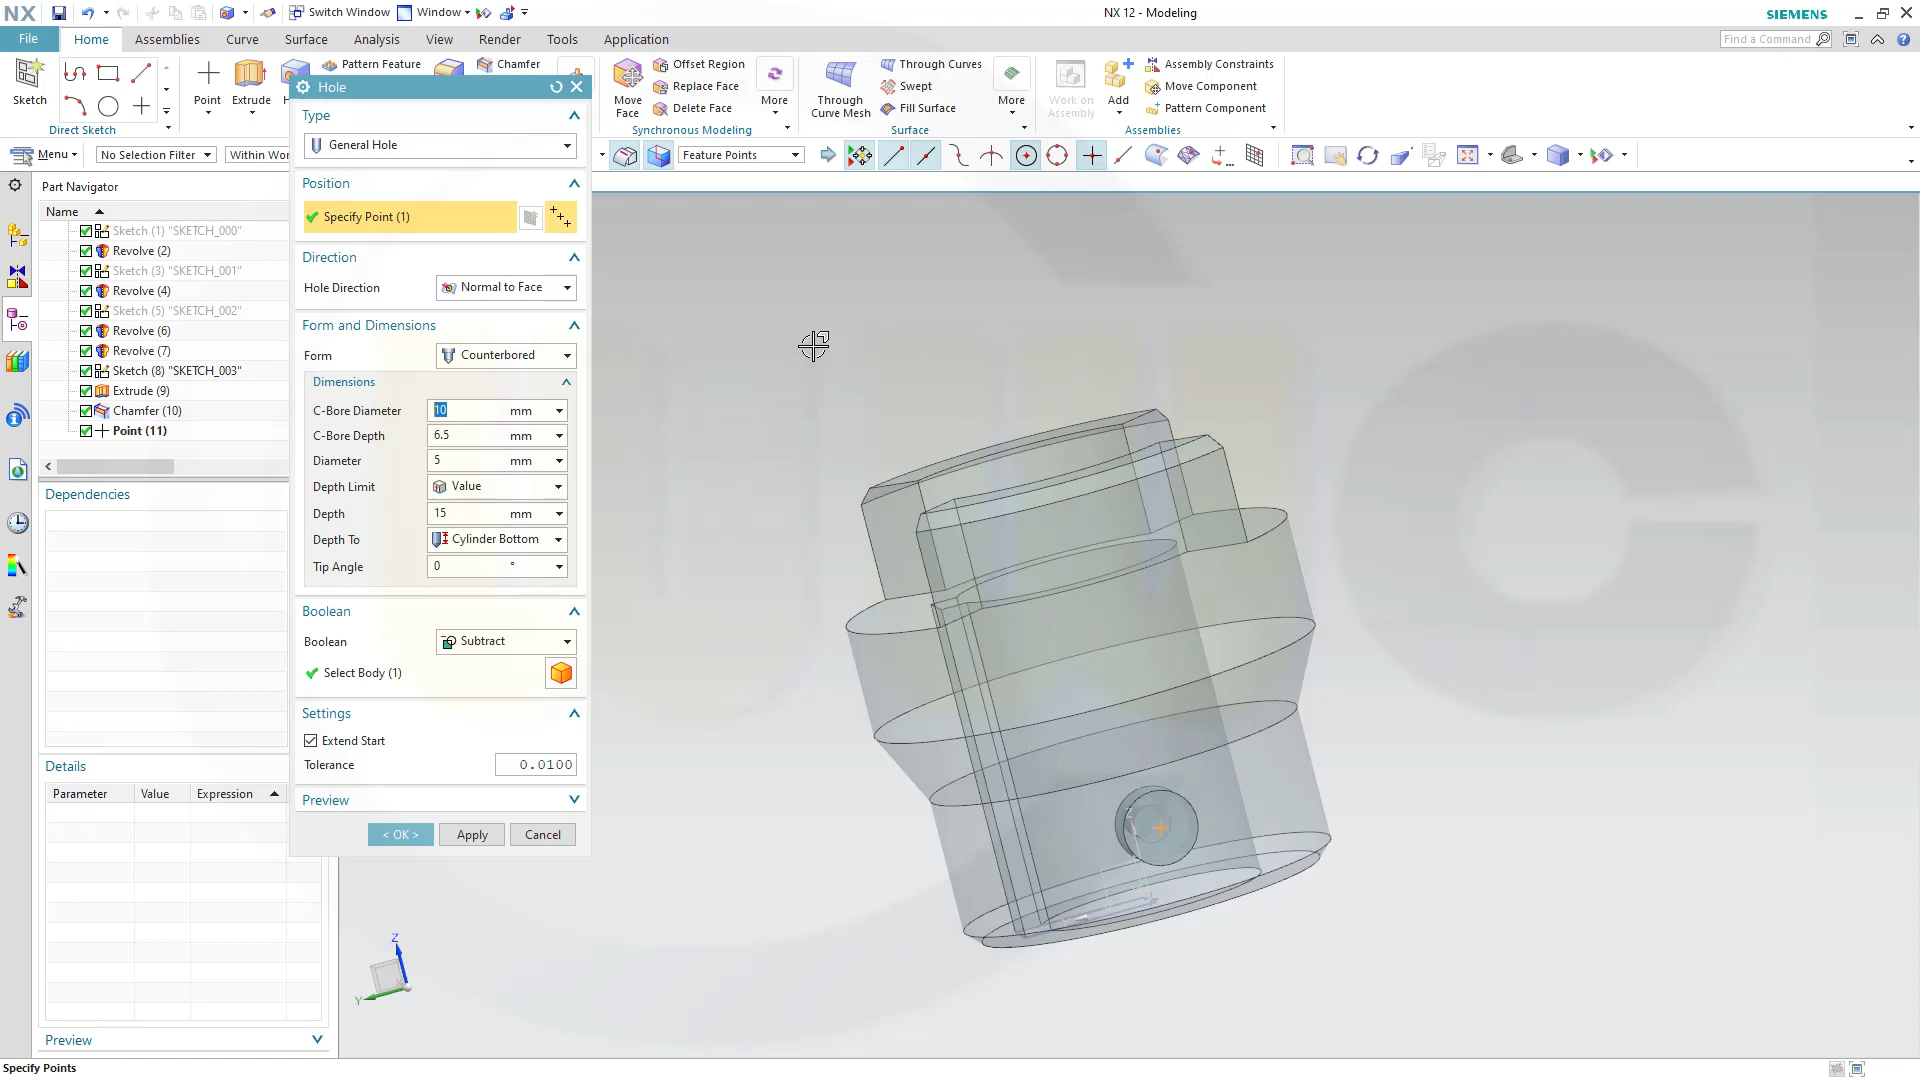 NX
Switch Window
Window
NX 12 - Modeling
SIEMENS
File
Home
Assemblies
Curve
Surface
Analysis
View
Render
Tools
Application
Find a Command
Sketch
Direct Sketch
Point
Extrude
Pattern Feature
Chamfer
Move
Face
Offset Region
Replace Face
Delete Face
More
Synchronous Modeling
Through
Curve Mesh
Through Curves
Swept
Fill Surface
More
Surface
Work on
Assembly
Add
Assembly Constraints
Move Component
Pattern Component
Assemblies
Menu
No Selection Filter
Within Wor
Feature Points
Part Navigator
Name
Sketch (1) "SKETCH_000"
Revolve (2)
Sketch (3) "SKETCH_001"
Revolve (4)
Sketch (5) "SKETCH_002"
Revolve (6)
Revolve (7)
Sketch (8) "SKETCH_003"
Extrude (9)
Chamfer (10)
Point (11)
Dependencies
Details
Parameter Value Expression
Preview
Hole
Type
General Hole
Position
Specify Point (1)
Direction
Hole Direction Normal to Face
Form and Dimensions
Form Counterbored
Dimensions
C-Bore Diameter 10 mm
C-Bore Depth 6.5 mm
Diameter 5 mm
Depth Limit Value
Depth 15 mm
Depth To Cylinder Bottom
Tip Angle 0 °
Boolean
Boolean Subtract
Select Body (1)
Settings
Extend Start
Tolerance 0.0100
Preview
< OK > Apply Cancel
Z
Y
Specify Points